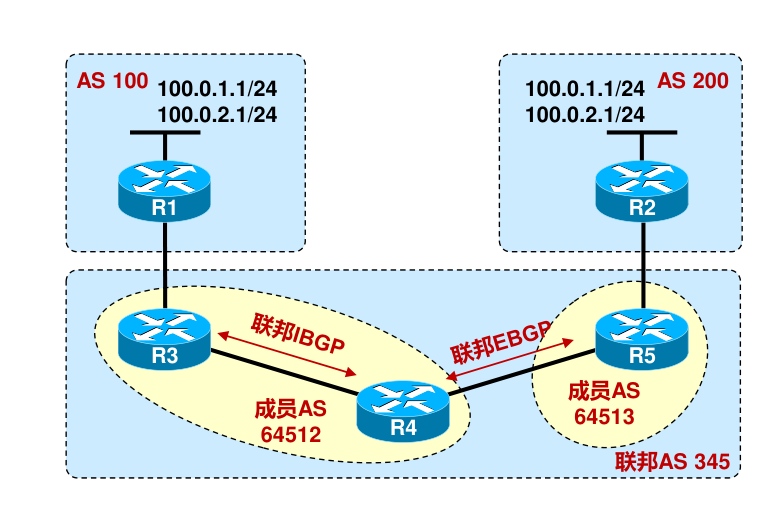 AS 100
100.0.1.1/24
100.0.2.1/24
R1
100.0.1.1/24
AS 200
100.0.2.1/24
R2
R3
联邦IBGP
联邦EBGP
R5
成员AS
64512
R4
成员AS
64513
联邦AS 345